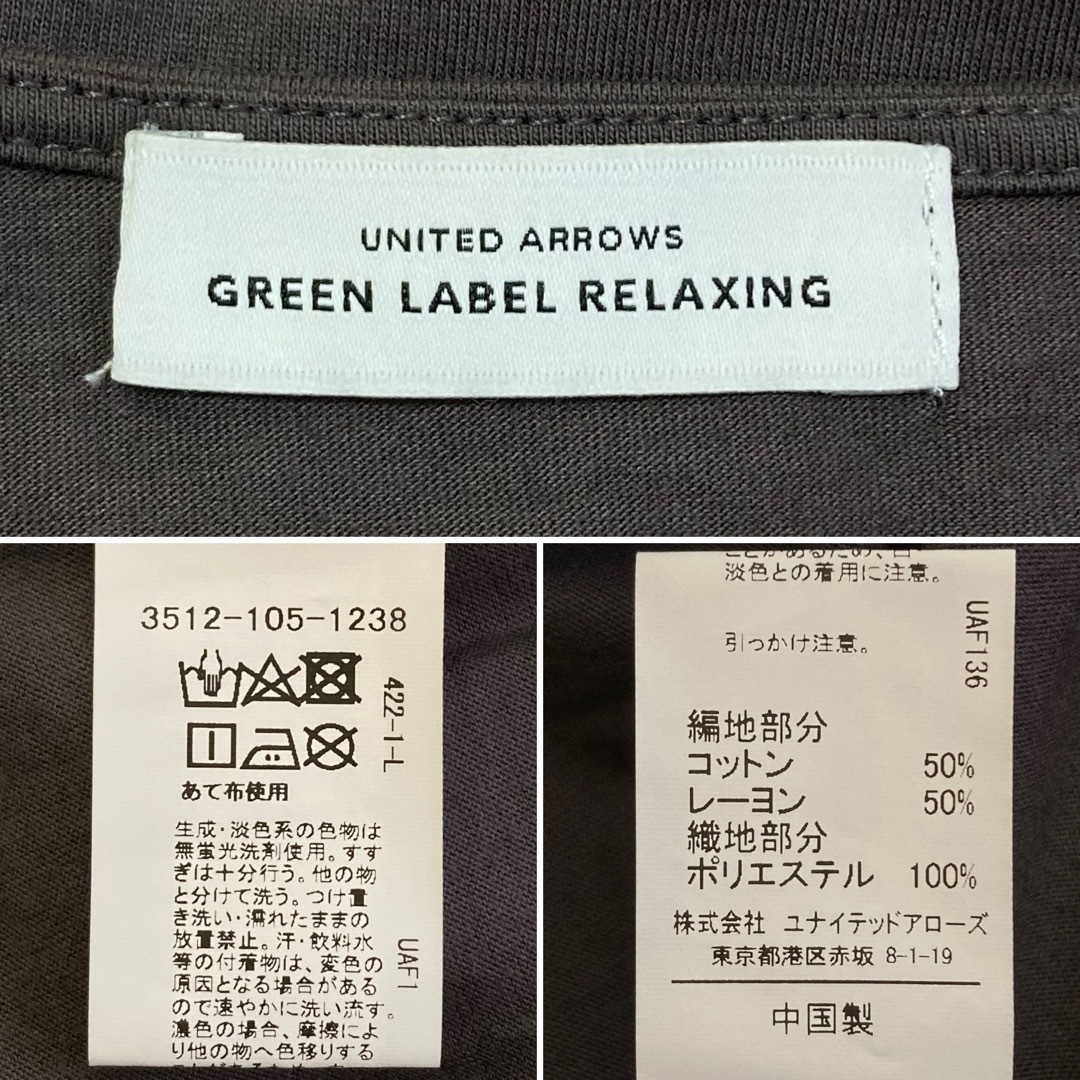 UNITED ARROWS
GREEN LABEL RELAXING
3512-105-1238
422-1-L
あて布使用
生成・淡色系の色物は
無蛍光洗剤使用。すす
ぎは十分行う。他の物
と分けて洗う。つけ置
き洗い・濡れたままの
放置禁止。汗・飲料水
等の付着物は、変色の
原因となる場合がある
ので速やかに洗い流す。
濃色の場合、摩擦によ
り他の物へ色移りする
UAF1
ことがあるため、白・
淡色との着用に注意。
引っかけ注意。
UAF136
編地部分
コットン 50%
レーヨン 50%
織地部分
ポリエステル 100%
株式会社 ユナイテッドアローズ
東京都港区赤坂 8-1-19
中国製